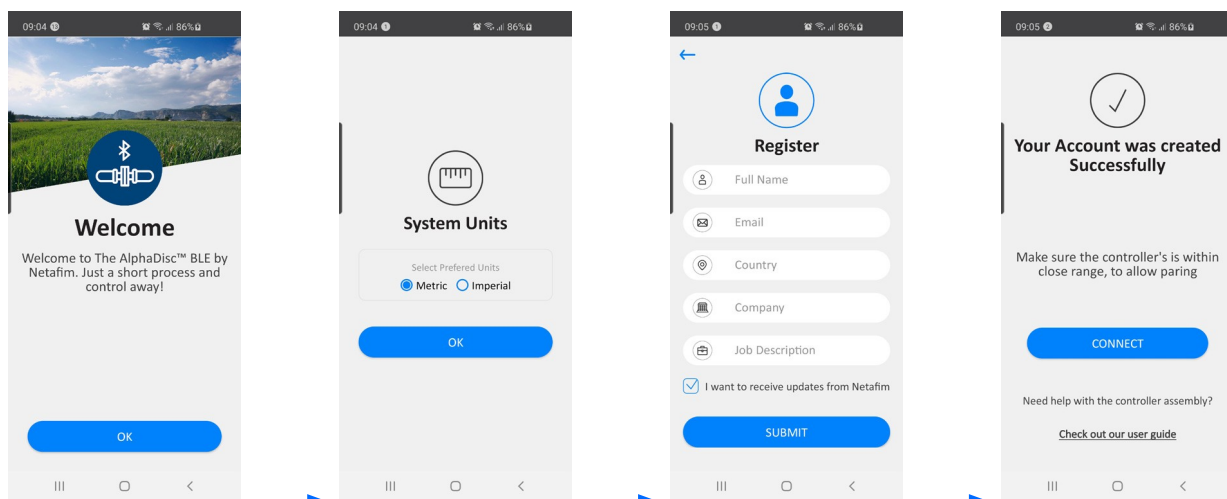 09:04 13 86%
Welcome
Welcome to The AlphaDisc™ BLE by
Netafim. Just a short process and
control away!
OK
09:04 1 86%
System Units
Select Prefered Units
Metric Imperial
OK
09:05 1 86%
Register
Full Name
Email
Country
Company
Job Description
I want to receive updates from Netafim
SUBMIT
09:05 2 86%
Your Account was created
Successfully
Make sure the controller's is within
close range, to allow paring
CONNECT
Need help with the controller assembly?
Check out our user guide